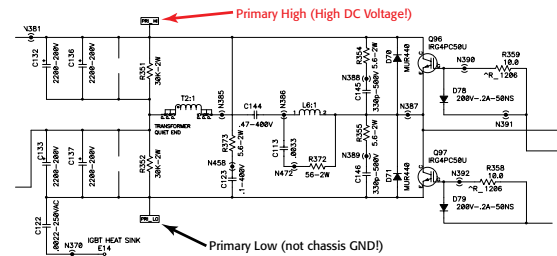 PRI_HI
Primary High (High DC Voltage!)
N381
C132
2200-200V
C136
2200-200V
R351
30K-2W
T2:1
TRANSFORMER
QUIET END
N385
C144
.47-400V
N386
L6:1
R354
5.6-2W
N388
C145
330p-500V
D70
MUR440
Q96
IRG4PC50U
N390
R359
10.0
^R_1206
D78
200V-.2A-50NS
N387
N391
C133
2200-200V
C137
2200-200V
R352
30K-2W
R373
5.6-2W
N458
C123
.1-400V
C113
.0033
N472
R372
56-2W
R355
5.6-2W
N389
C146
330p-500V
D71
MUR440
Q97
IRG4PC50U
N392
R358
10.0
^R_1206
D79
200V-.2A-50NS
PRI_LO
Primary Low (not chassis GND!)
C122
.0022-250VAC
N370
IGBT HEAT SINK
E14